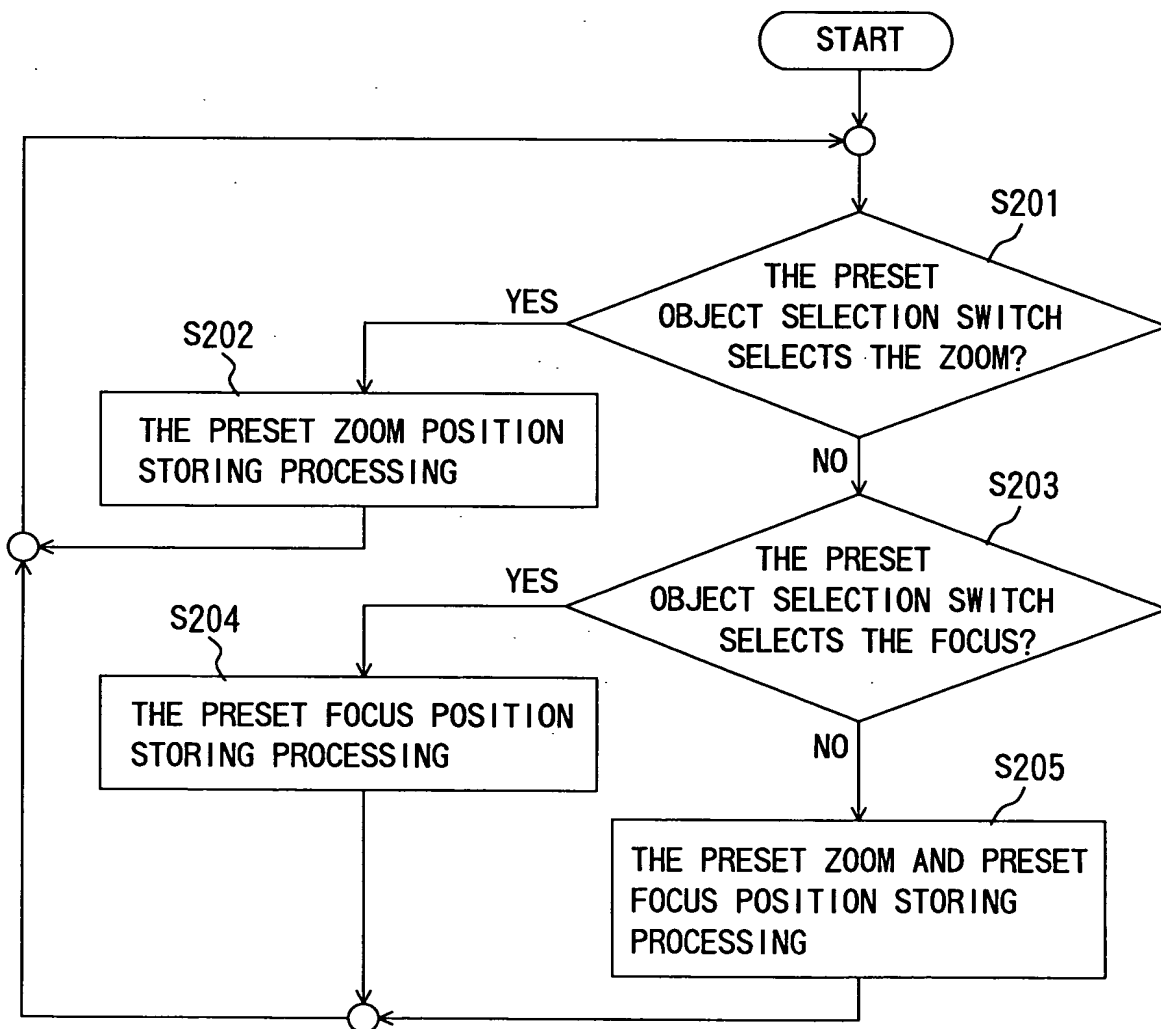 START
S201
THE PRESET
OBJECT SELECTION SWITCH
SELECTS THE ZOOM?
YES
S202
THE PRESET ZOOM POSITION
STORING PROCESSING
NO
S203
THE PRESET
OBJECT SELECTION SWITCH
SELECTS THE FOCUS?
YES
S204
THE PRESET FOCUS POSITION
STORING PROCESSING
NO
S205
THE PRESET ZOOM AND PRESET
FOCUS POSITION STORING
PROCESSING